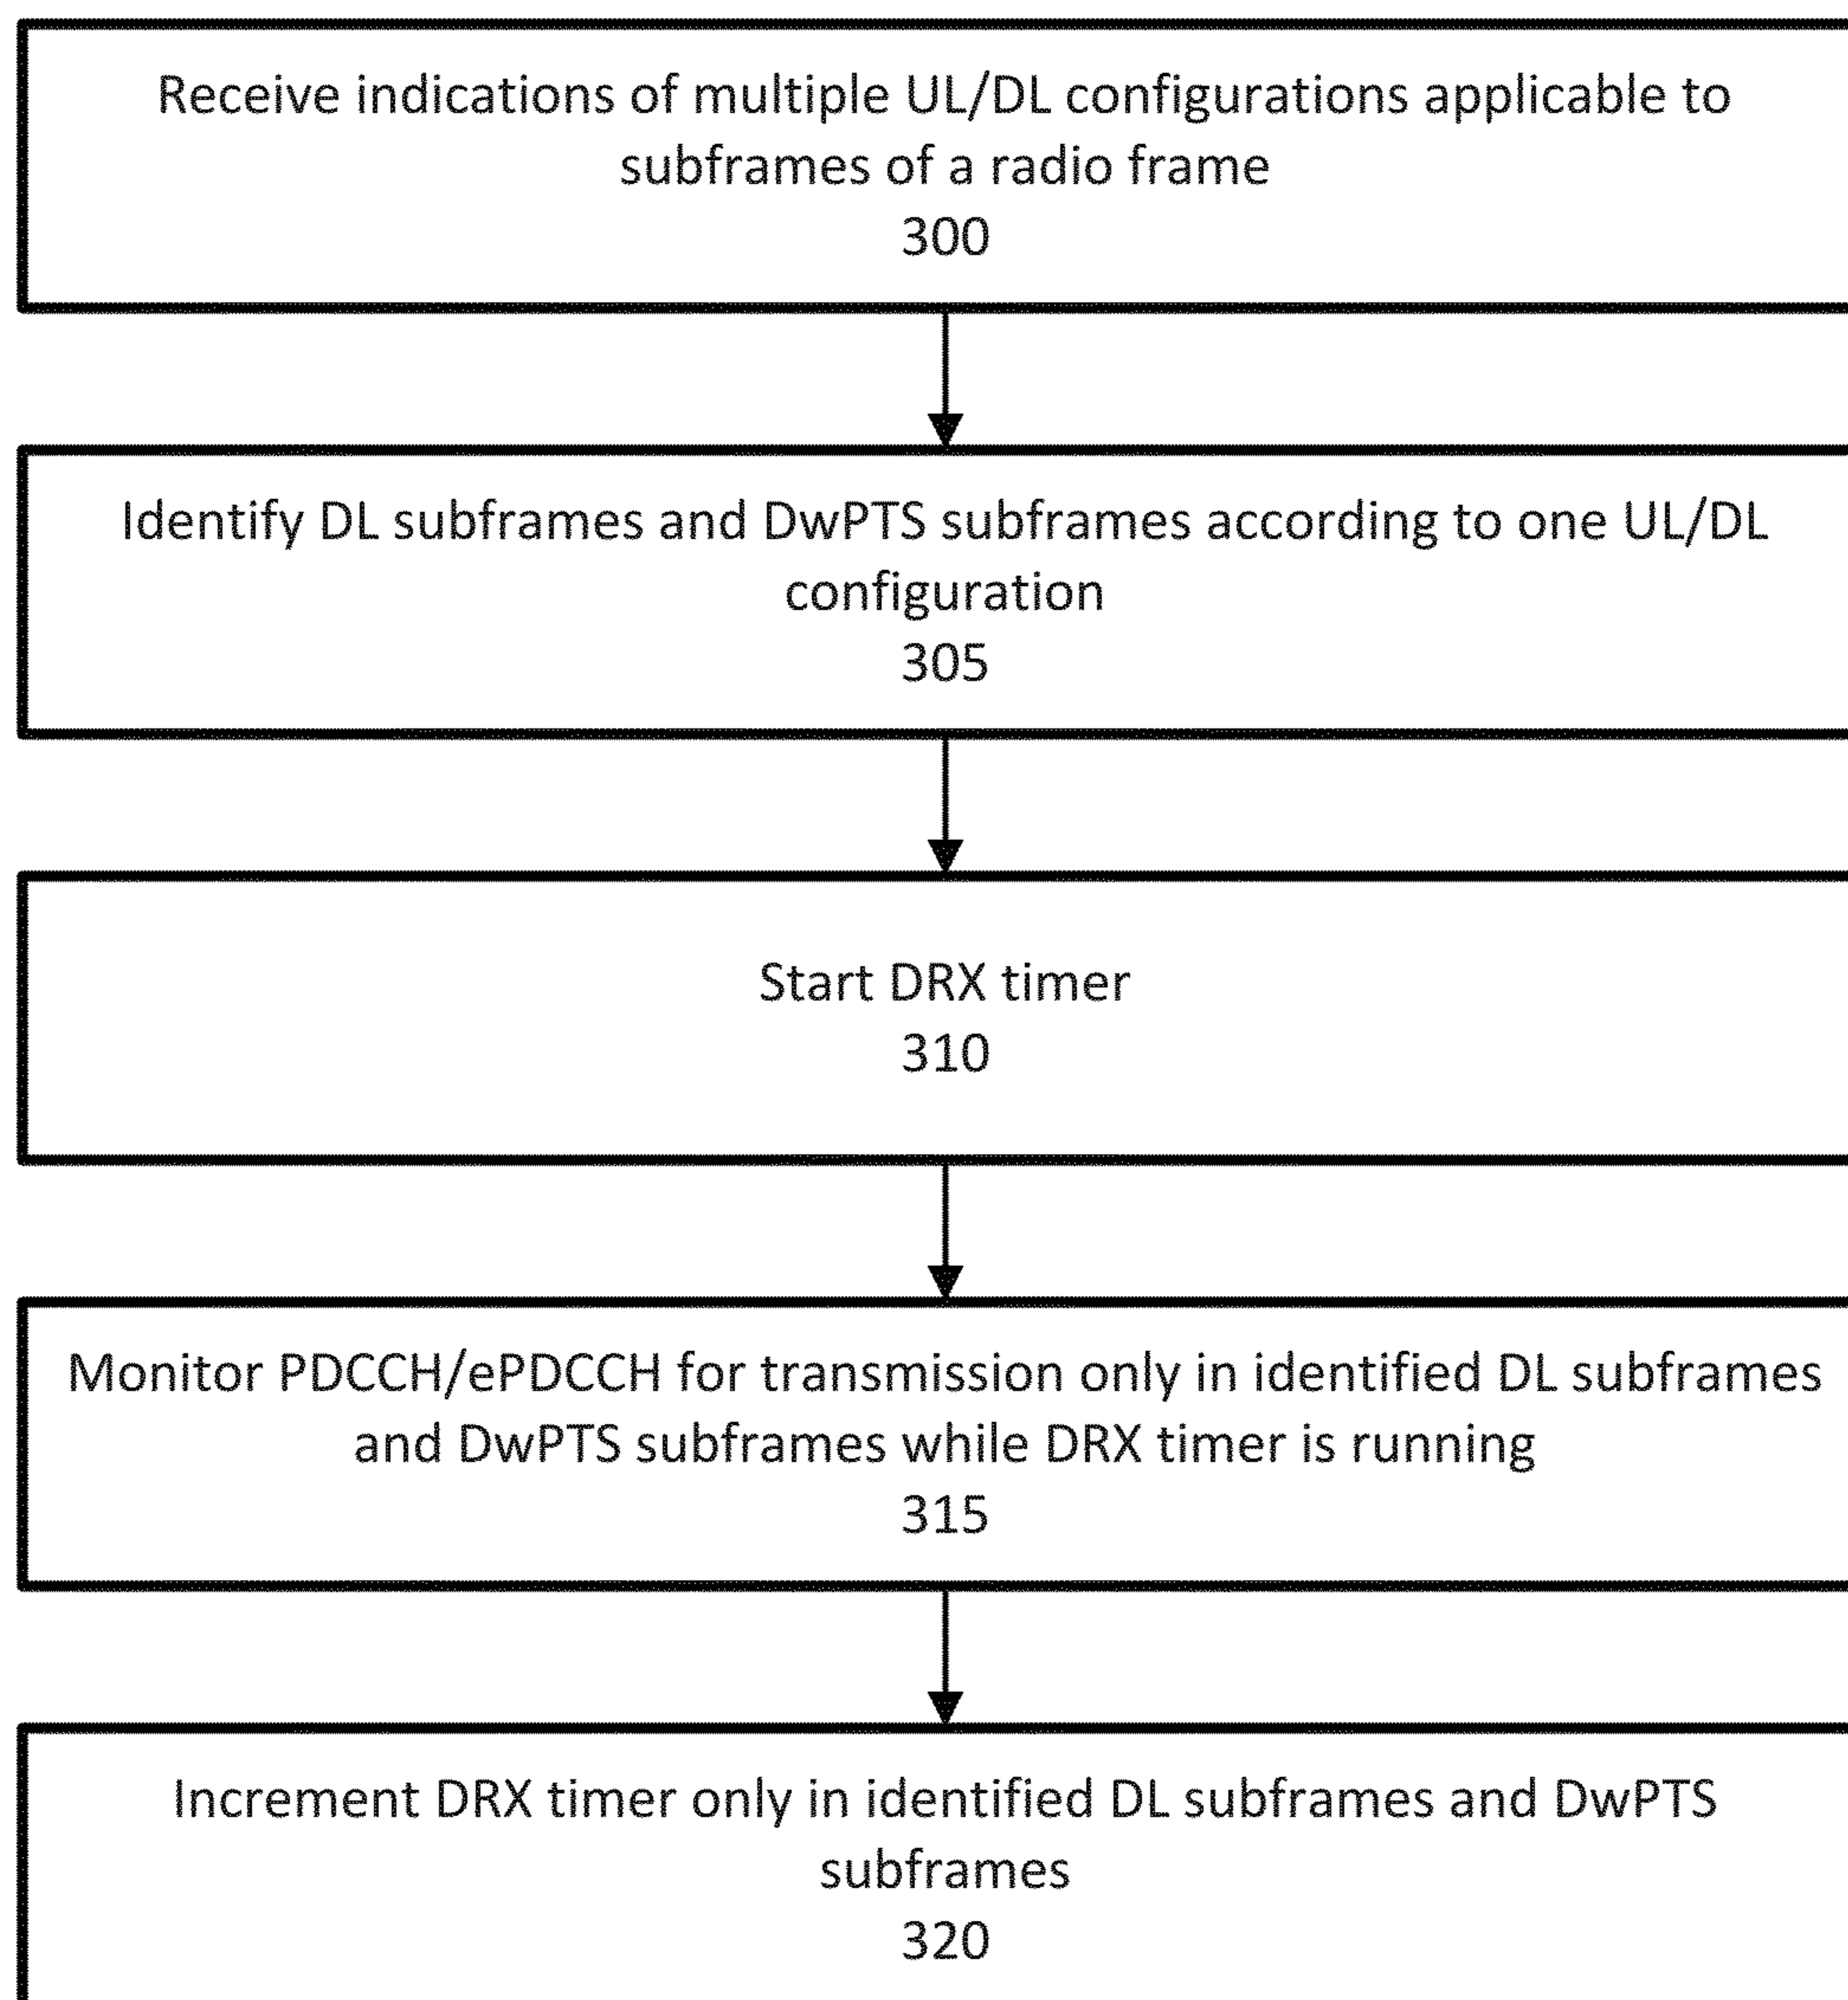 Receive indications of multiple UL/DL configurations applicable to
subframes of a radio frame
300
Identify DL subframes and DwPTS subframes according to one UL/DL
configuration
305
Start DRX timer
310
Monitor PDCCH/ePDCCH for transmission only in identified DL subframes
and DwPTS subframes while DRX timer is running
315
Increment DRX timer only in identified DL subframes and DwPTS
subframes
320